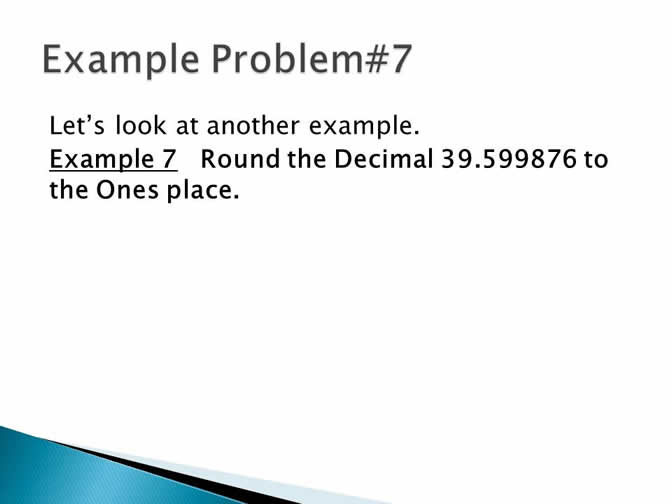 Example Problem#7
Let's look at another example.
Example 7 Round the Decimal 39.599876 to
the Ones place.